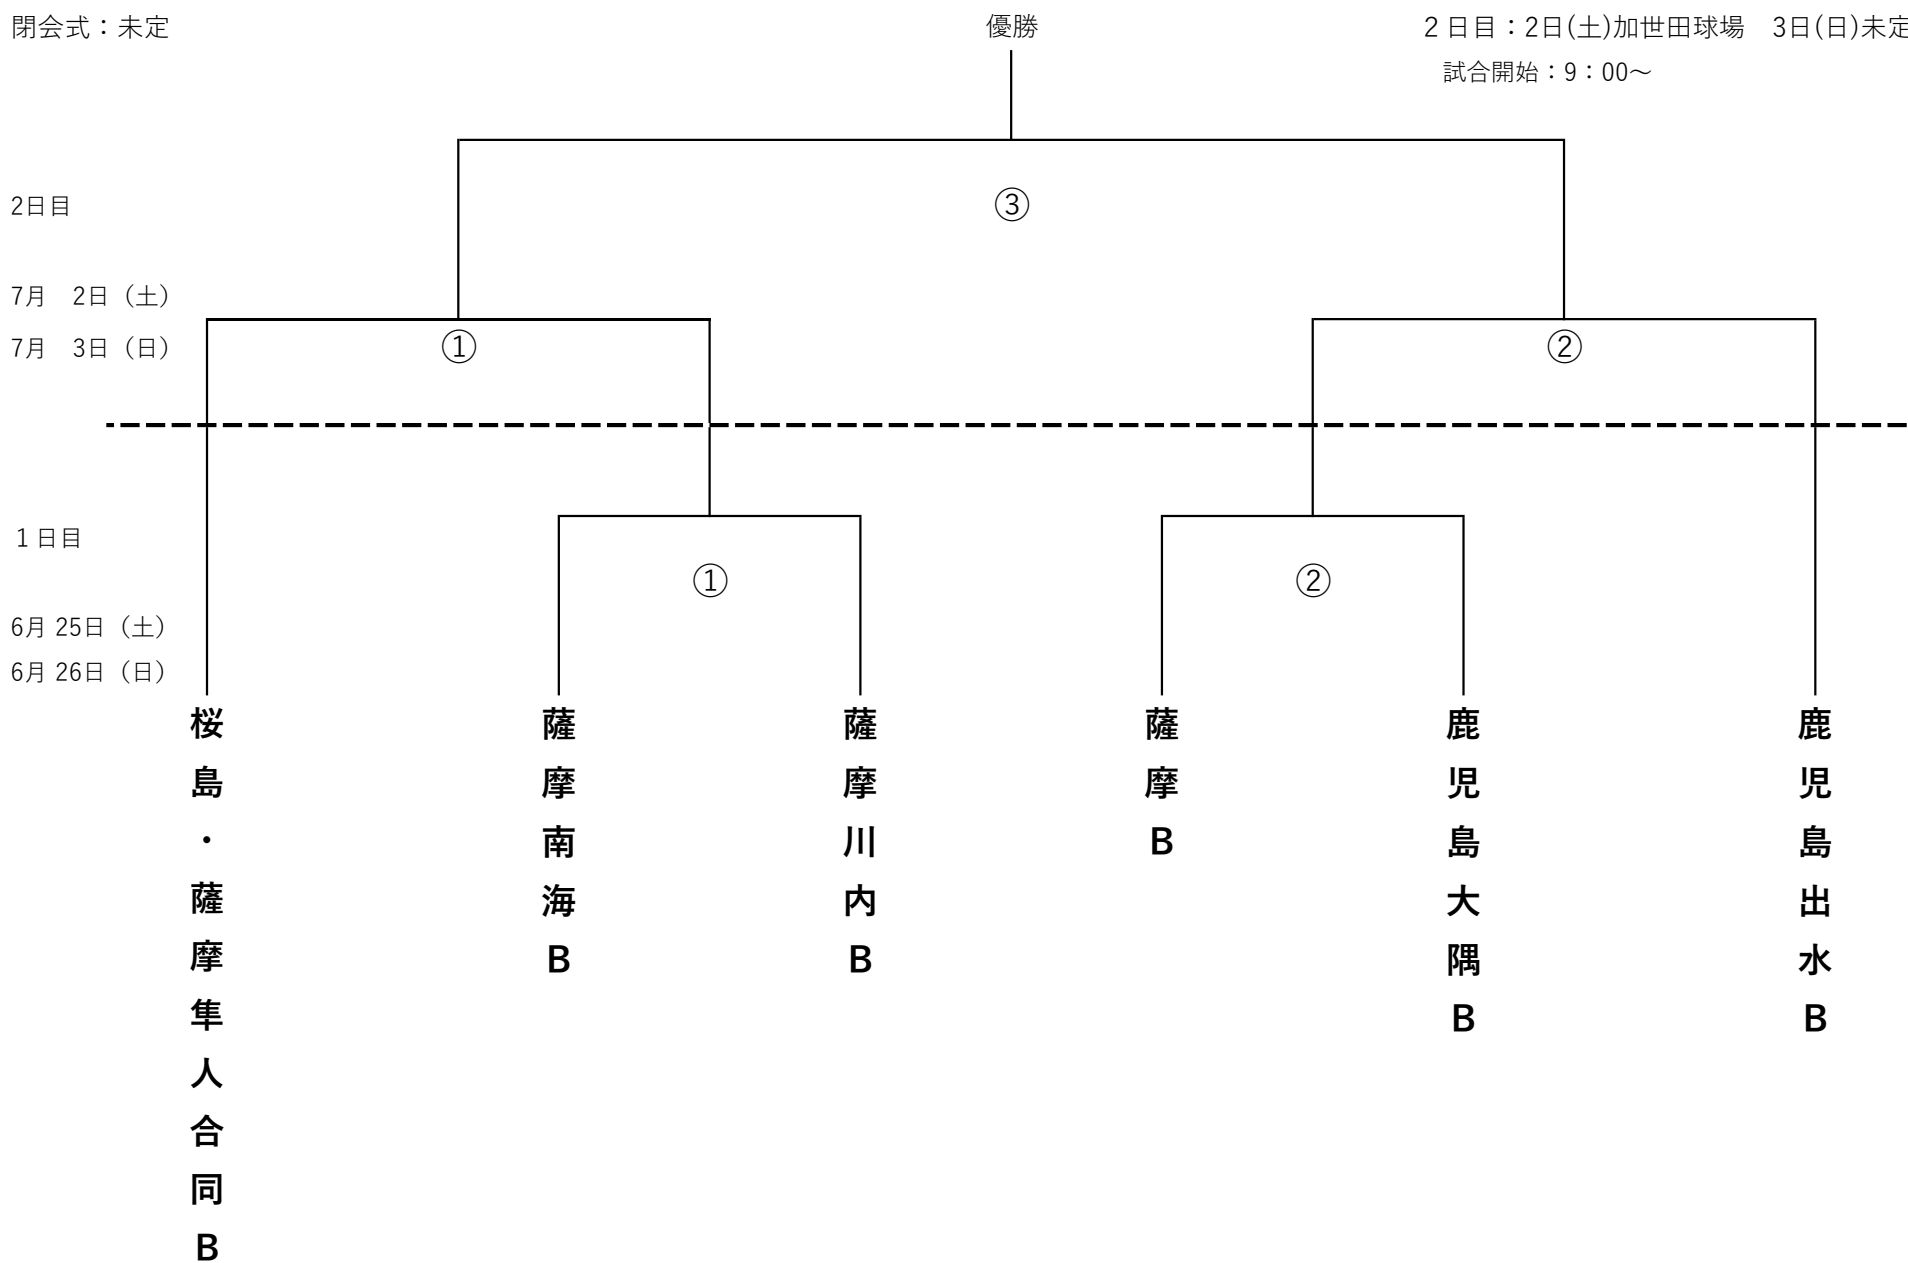 閉会式：未定
優勝
２日目：2日(土)加世田球場　3日(日)未定
試合開始：9：00～
③
2日目
7月　2日（土）
7月　3日（日）
①
②
１日目
①
②
6月 25日（土）
6月 26日（日）
桜島・薩摩隼人合同B
薩摩南海B
薩摩川内B
薩摩B
鹿児島大隅B
鹿児島出水B